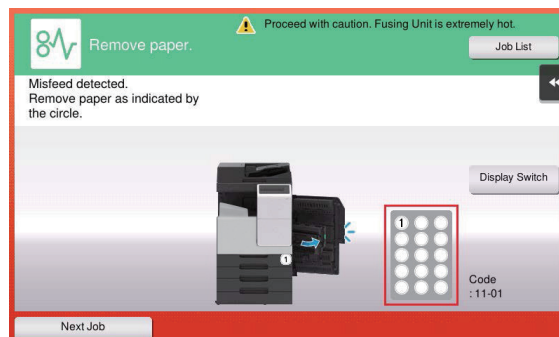 Proceed with caution. Fusing Unit is extremely hot.
Remove paper.
Job List
Misfeed detected.
Remove paper as indicated by
the circle.
Display Switch
1
1
Code
: 11-01
Next Job